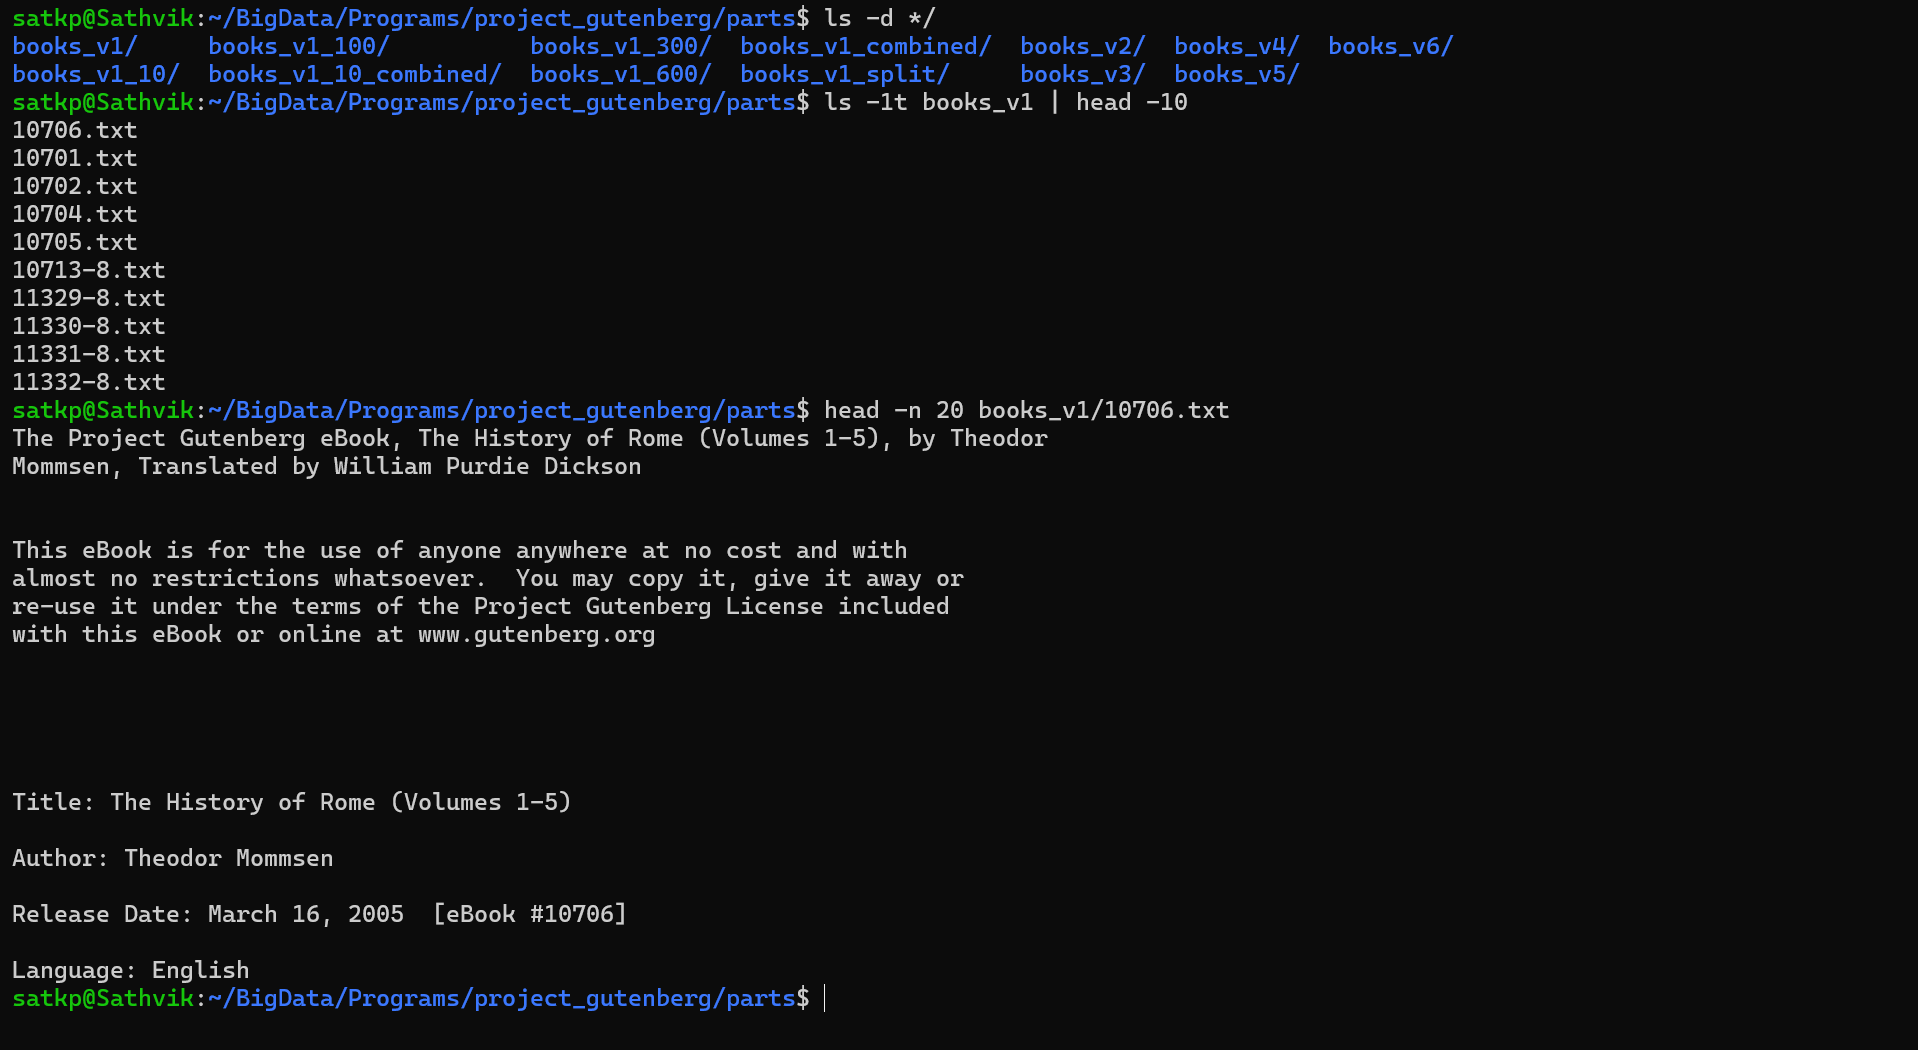 satkp@Sathvik:~/BigData/Programs/project_gutenberg/parts$ ls -d */
books_v1/     books_v1_100/          books_v1_300/  books_v1_combined/  books_v2/  books_v4/  books_v6/
books_v1_10/  books_v1_10_combined/  books_v1_600/  books_v1_split/     books_v3/  books_v5/
satkp@Sathvik:~/BigData/Programs/project_gutenberg/parts$ ls -1t books_v1 | head -10
10706.txt
10701.txt
10702.txt
10704.txt
10705.txt
10713-8.txt
11329-8.txt
11330-8.txt
11331-8.txt
11332-8.txt
satkp@Sathvik:~/BigData/Programs/project_gutenberg/parts$ head -n 20 books_v1/10706.txt
The Project Gutenberg eBook, The History of Rome (Volumes 1-5), by Theodor
Mommsen, Translated by William Purdie Dickson
This eBook is for the use of anyone anywhere at no cost and with
almost no restrictions whatsoever.  You may copy it, give it away or
re-use it under the terms of the Project Gutenberg License included
with this eBook or online at www.gutenberg.org
Title: The History of Rome (Volumes 1-5)
Author: Theodor Mommsen
Release Date: March 16, 2005  [eBook #10706]
Language: English
satkp@Sathvik:~/BigData/Programs/project_gutenberg/parts$